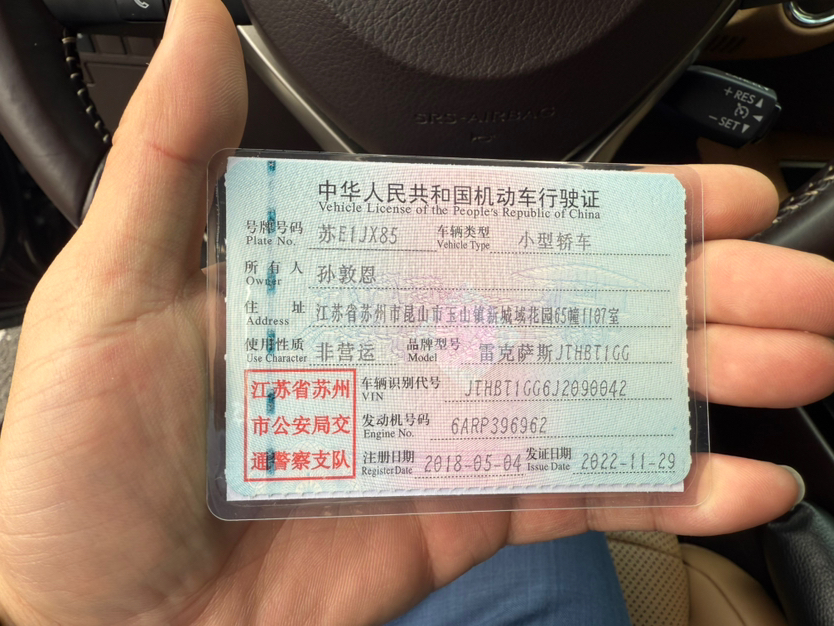 +RES
SRS-AIRBAG
−SET
中华人民共和国机动车行驶证
Vehicle License of the People's Republic of China
号牌号码 苏E1JX85 车辆类型 小型轿车
Plate No. Vehicle Type
所有人 孙敦恩
Owner
住址 江苏省苏州市昆山市玉山镇新城域花园65幢1107室
Address
使用性质 非营运 品牌型号 雷克萨斯JTHBT1GG
Use Character Model
江苏省苏州 车辆识别代号 JTHBT1GG6J2090042
VIN
市公安局交 发动机号码 6ARP396962
Engine No.
通警察支队 注册日期 2018-05-04 发证日期 2022-11-29
Register Date Issue Date